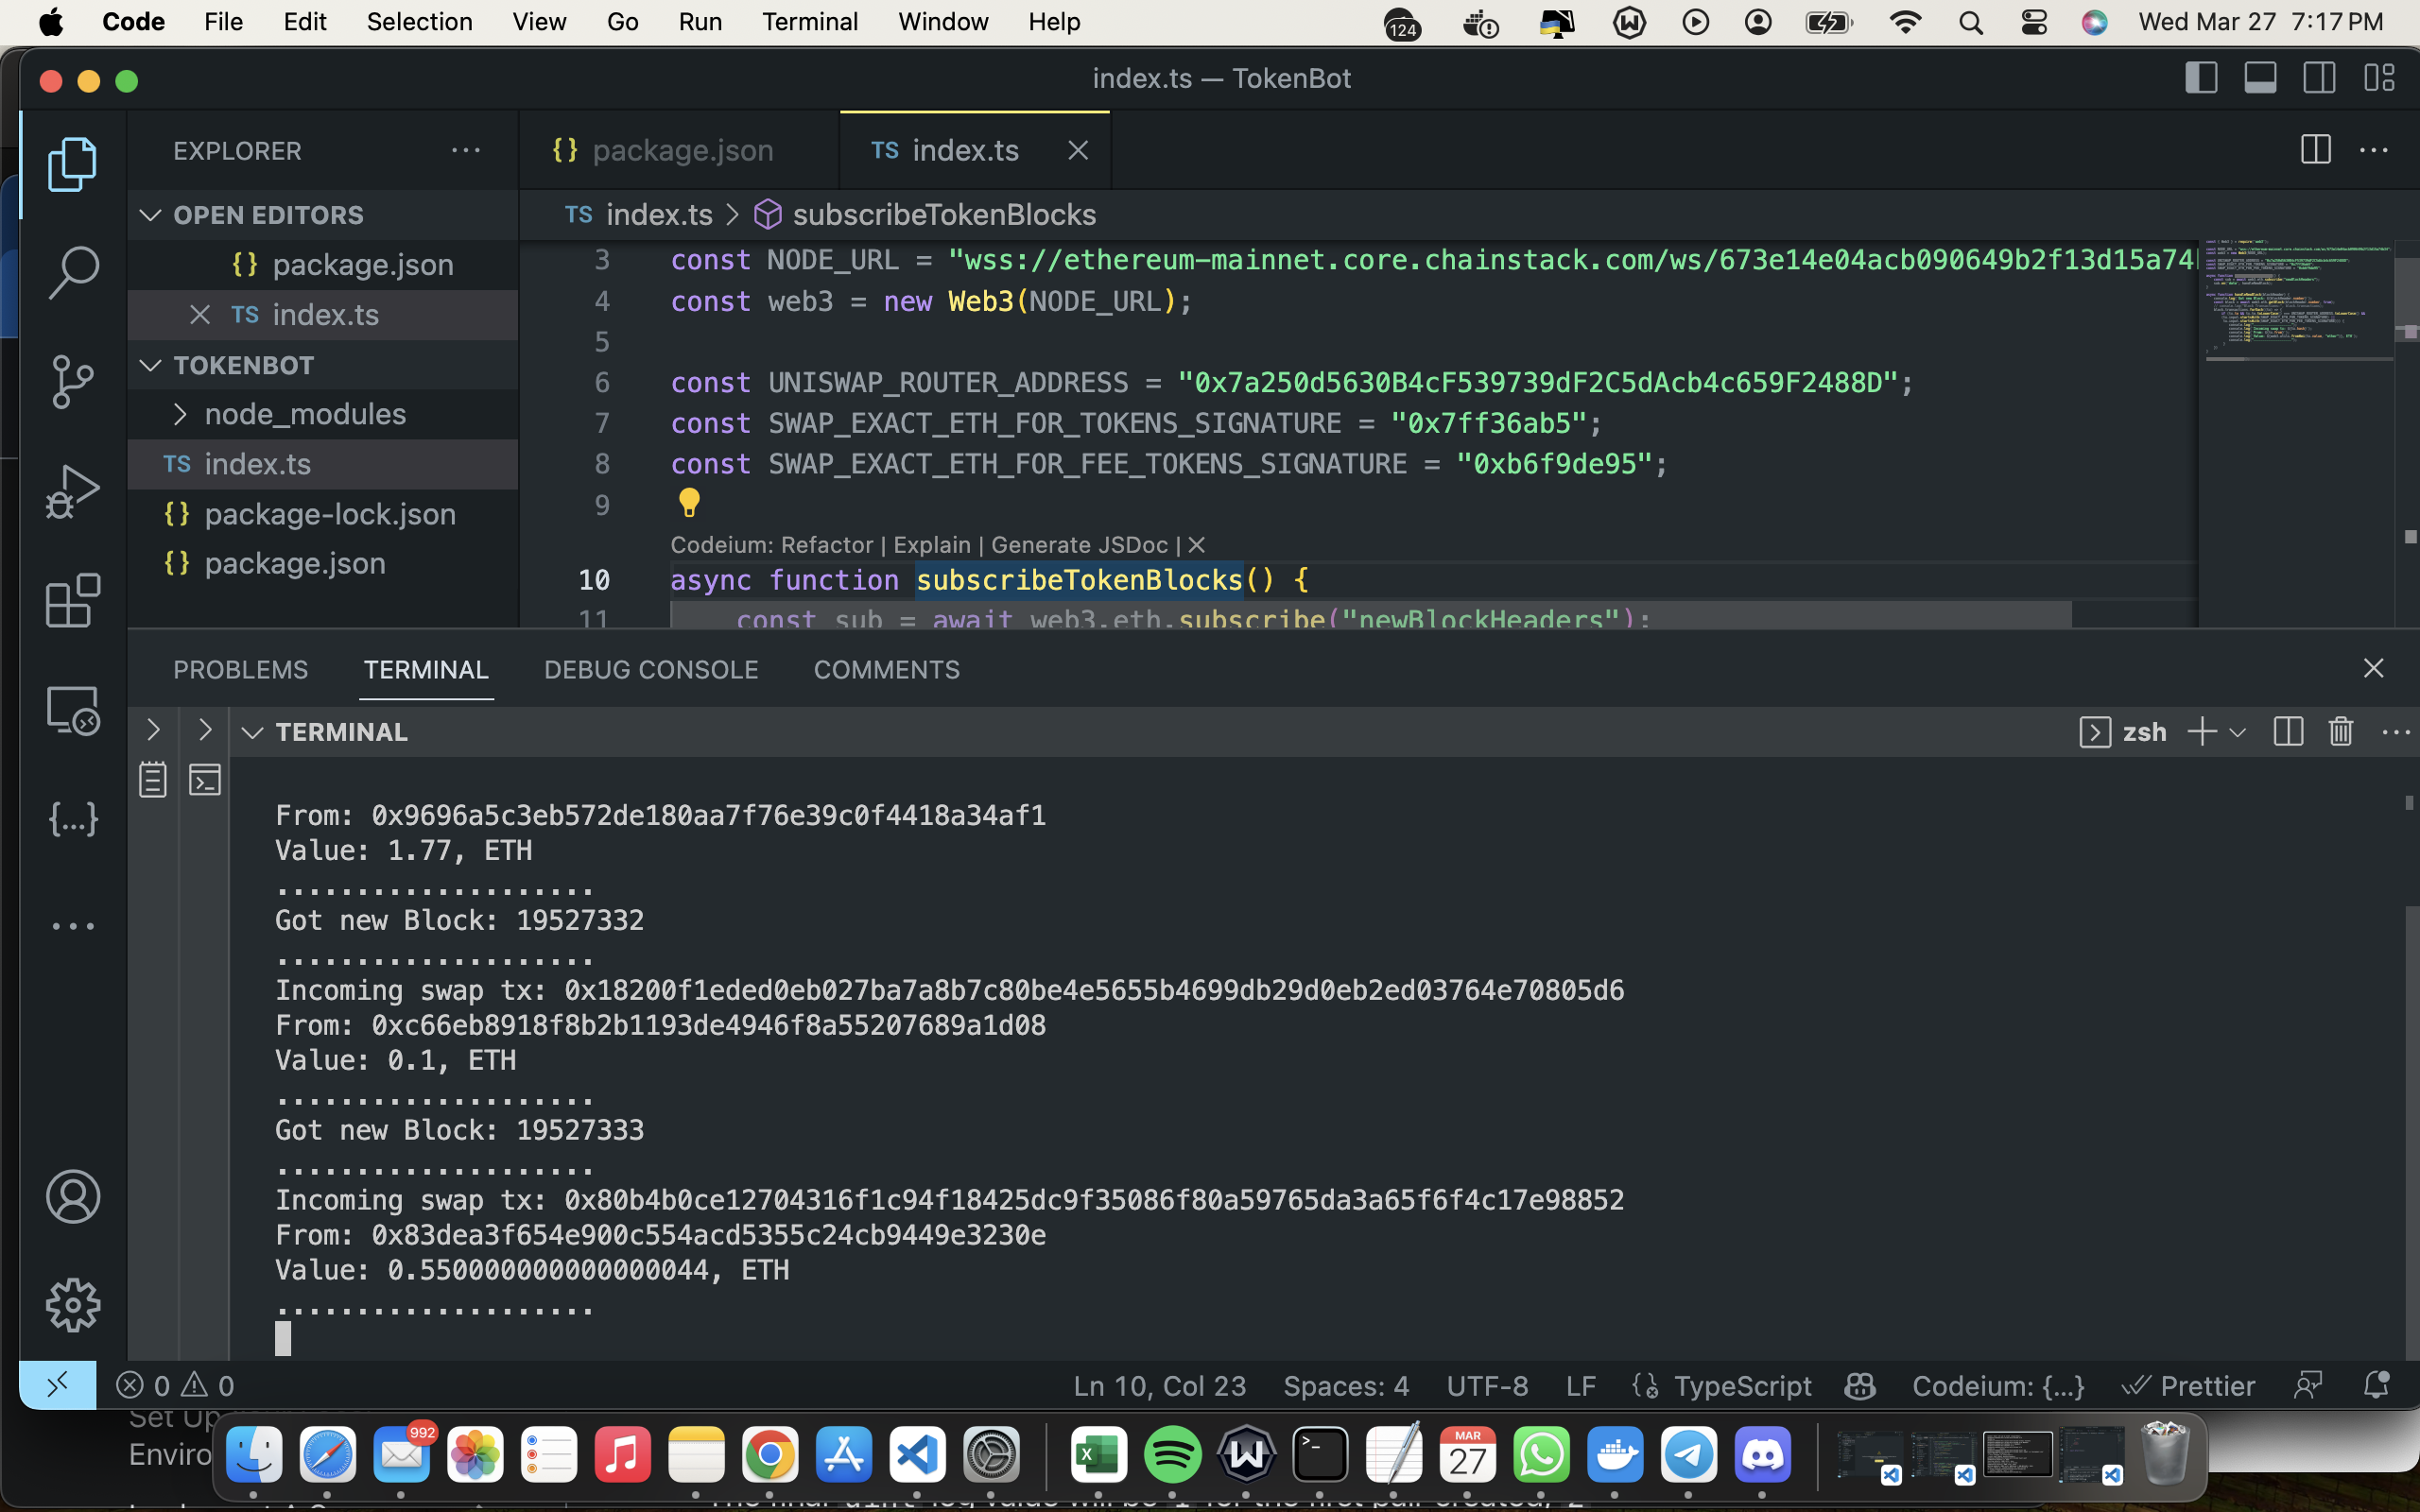 Code File Edit Selection View Go Run Terminal Window Help 124 Wed Mar 27 7:17 PM
index.ts — TokenBot
EXPLORER
{} package.json
TS index.ts
OPEN EDITORS
{} package.json
TS index.ts
TOKENBOT
node_modules
TS index.ts
{} package-lock.json
{} package.json
TS index.ts > subscribeTokenBlocks
3 const NODE_URL = "wss://ethereum-mainnet.core.chainstack.com/ws/673e14e04acb090649b2f13d15a74
4 const web3 = new Web3(NODE_URL);
5
6 const UNISWAP_ROUTER_ADDRESS = "0x7a250d5630B4cF539739dF2C5dAcb4c659F2488D";
7 const SWAP_EXACT_ETH_FOR_TOKENS_SIGNATURE = "0x7ff36ab5";
8 const SWAP_EXACT_ETH_FOR_FEE_TOKENS_SIGNATURE = "0xb6f9de95";
9
Codeium: Refactor | Explain | Generate JSDoc | X
10 async function subscribeTokenBlocks() {
11 const sub = await web3.eth.subscribe("newBlockHeaders");
PROBLEMS TERMINAL DEBUG CONSOLE COMMENTS
TERMINAL
zsh
From: 0x9696a5c3eb572de180aa7f76e39c0f4418a34af1
Value: 1.77, ETH
....................
Got new Block: 19527332
....................
Incoming swap tx: 0x18200f1eded0eb027ba7a8b7c80be4e5655b4699db29d0eb2ed03764e70805d6
From: 0xc66eb8918f8b2b1193de4946f8a55207689a1d08
Value: 0.1, ETH
....................
Got new Block: 19527333
....................
Incoming swap tx: 0x80b4b0ce12704316f1c94f18425dc9f35086f80a59765da3a65f6f4c17e98852
From: 0x83dea3f654e900c554acd5355c24cb9449e3230e
Value: 0.550000000000000044, ETH
....................
0 0
Ln 10, Col 23 Spaces: 4 UTF-8 LF TypeScript Codeium: {...} Prettier
Set Up
Enviro
992
MAR
27